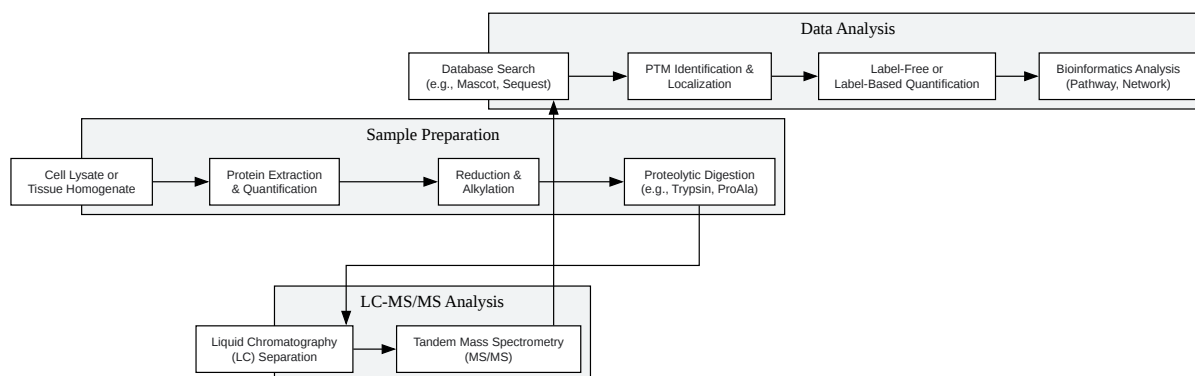 Data Analysis
Database Search
(e.g., Mascot, Sequest)
PTM Identification &
Localization
Label-Free or
Label-Based Quantification
Bioinformatics Analysis
(Pathway, Network)
Sample Preparation
Cell Lysate or
Tissue Homogenate
Protein Extraction
& Quantification
Reduction &
Alkylation
Proteolytic Digestion
(e.g., Trypsin, ProAla)
LC-MS/MS Analysis
Liquid Chromatography
(LC) Separation
Tandem Mass Spectrometry
(MS/MS)